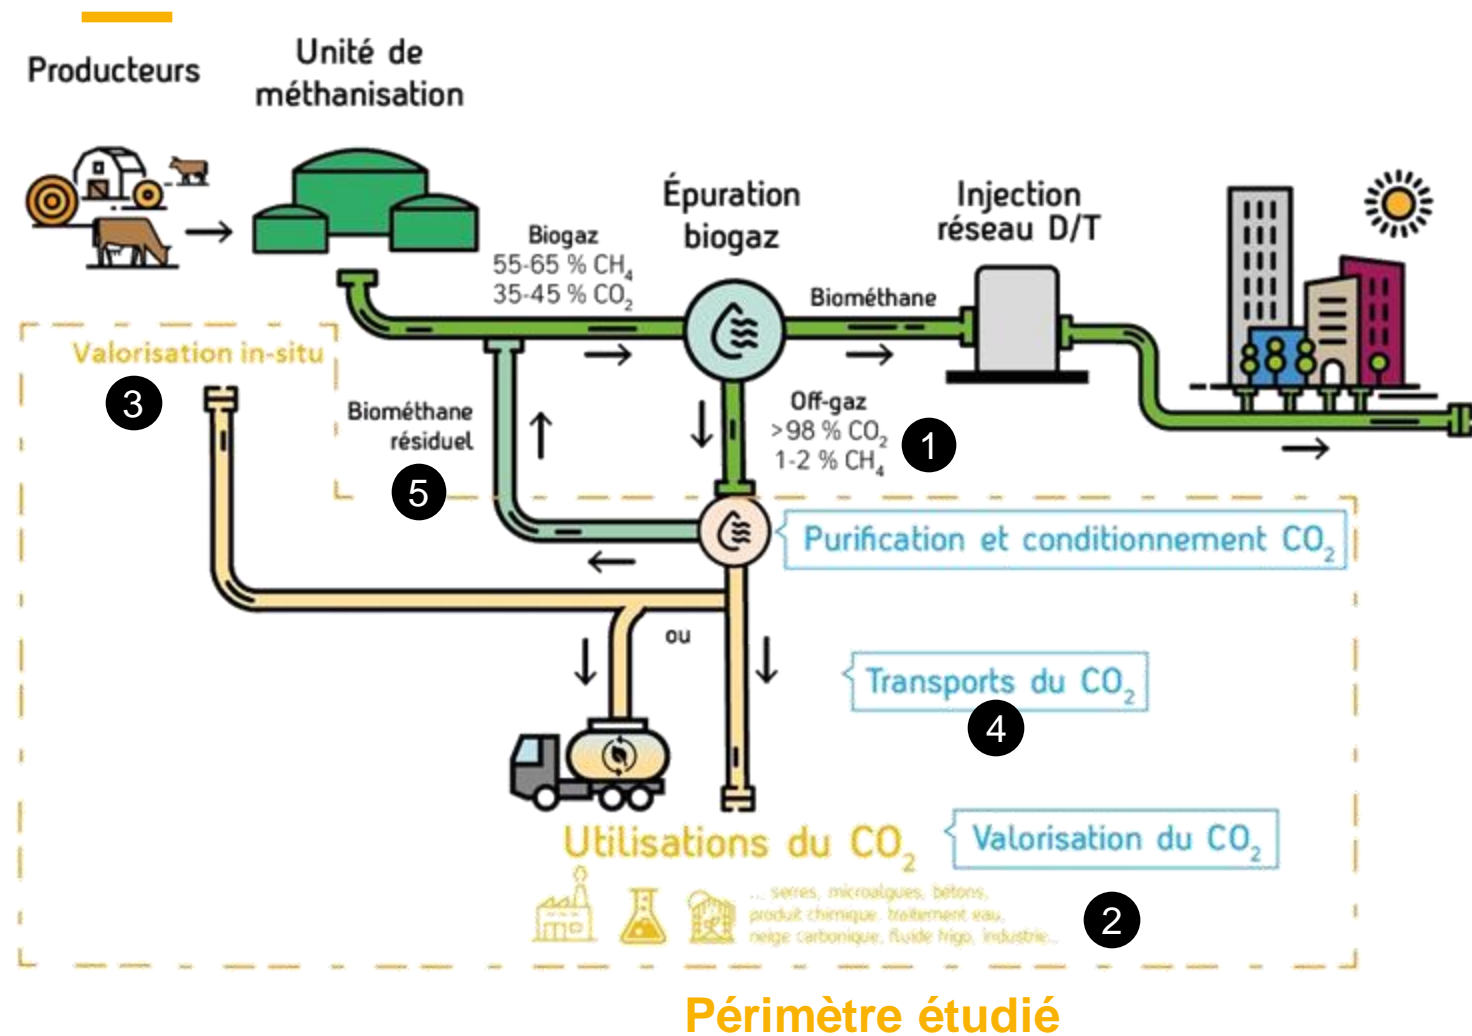 Producteurs
Unité de
méthanisation
Biogaz
55-65 % CH₄
35-45 % CO₂
Épuration
biogaz
Biométhane
Injection
réseau D/T
Valorisation in-situ
3
Biométhane
résiduel
5
Off-gaz
>98 % CO₂
1-2 % CH₄
1
Purification et conditionnement CO₂
ou
Transports du CO₂
4
Utilisations du CO₂
Valorisation du CO₂
... serres, microalgues, bétons,
produit chimique, traitement eau,
neige carbonique, fluide frigo, industrie...
2
Périmètre étudié